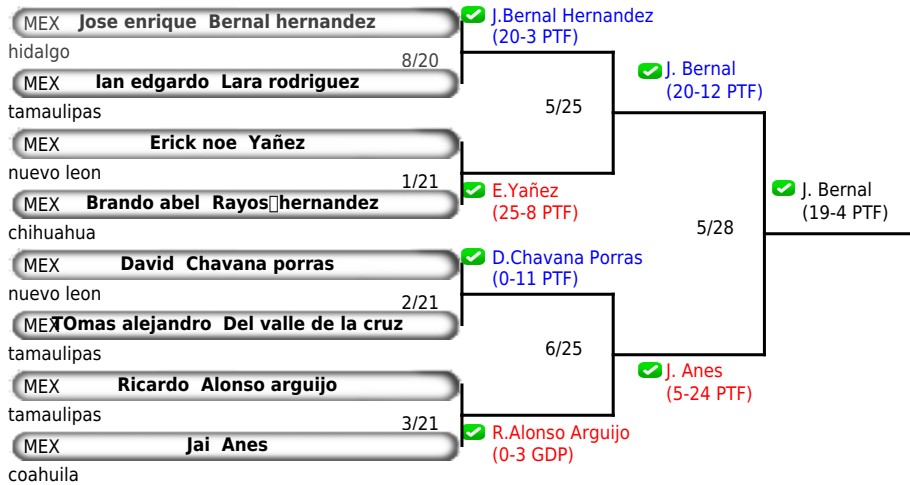 MEX Jose enrique Bernal hernandez
hidalgo
8/20
MEX Ian edgardo Lara rodriguez
tamaulipas
MEX Erick noe Yañez
nuevo leon
1/21
MEX Brando abel Rayos▯hernandez
chihuahua
MEX David Chavana porras
nuevo leon
2/21
MEX TOmas alejandro Del valle de la cruz
tamaulipas
MEX Ricardo Alonso arguijo
tamaulipas
3/21
MEX Jai Anes
coahuila
J.Bernal Hernandez
(20-3 PTF)
5/25
E.Yañez
(25-8 PTF)
D.Chavana Porras
(0-11 PTF)
6/25
R.Alonso Arguijo
(0-3 GDP)
J. Bernal
(20-12 PTF)
5/28
J. Anes
(5-24 PTF)
J. Bernal
(19-4 PTF)